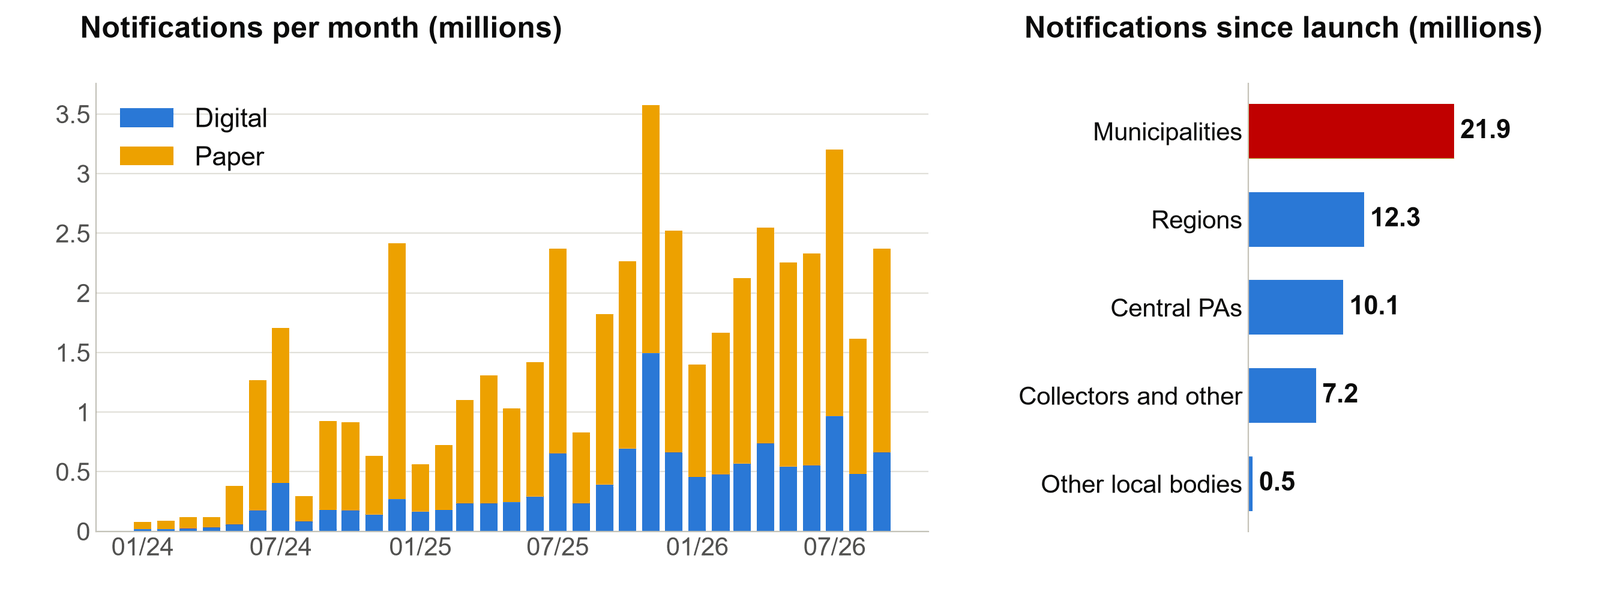 Notifications per month (millions)
Digital
Paper
3.5
3
2.5
2
1.5
1
0.5
0
01/24 07/24 01/25 07/25 01/26 07/26
Notifications since launch (millions)
Municipalities 21.9
Regions 12.3
Central PAs 10.1
Collectors and other 7.2
Other local bodies 0.5